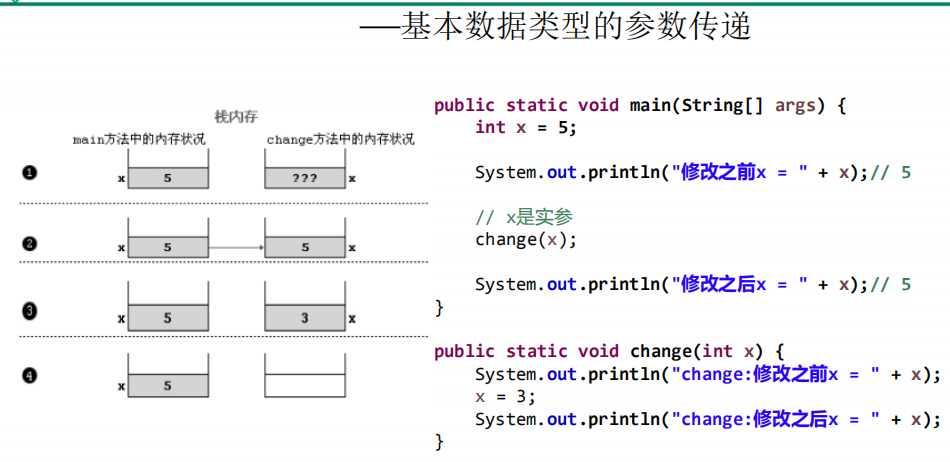 ——基本数据类型的参数传递
栈内存
main方法中的内存状况 change方法中的内存状况
❶ x 5 ??? x
❷ x 5 5 x
❸ x 5 3 x
❹ x 5
public static void main(String[] args) {
int x = 5;
System.out.println("修改之前x = " + x);// 5
// x是实参
change(x);
System.out.println("修改之后x = " + x);// 5
}
public static void change(int x) {
System.out.println("change:修改之前x = " + x);
x = 3;
System.out.println("change:修改之后x = " + x);
}